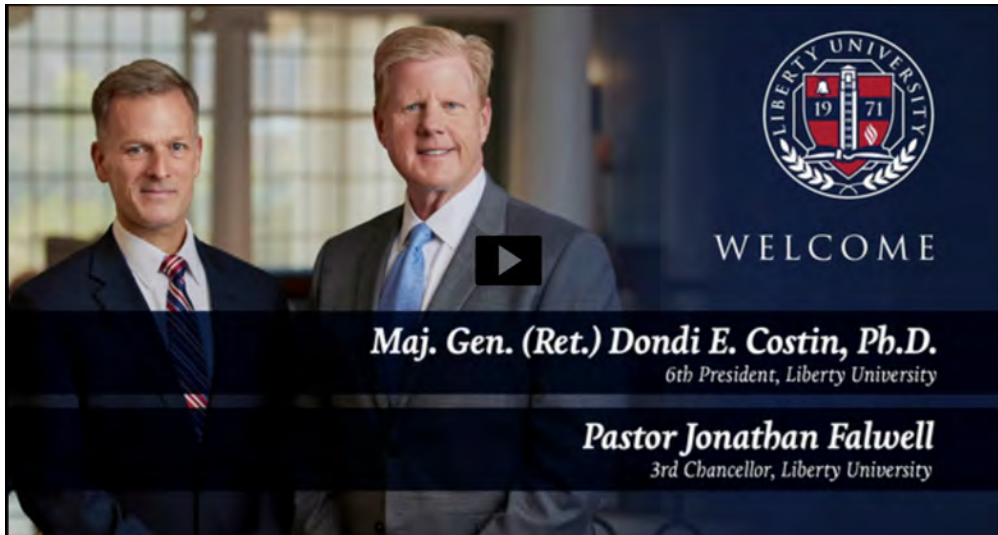 LIBERTY UNIVERSITY
19 71
WELCOME
Maj. Gen. (Ret.) Dondi E. Costin, Ph.D.
6th President, Liberty University
Pastor Jonathan Falwell
3rd Chancellor, Liberty University